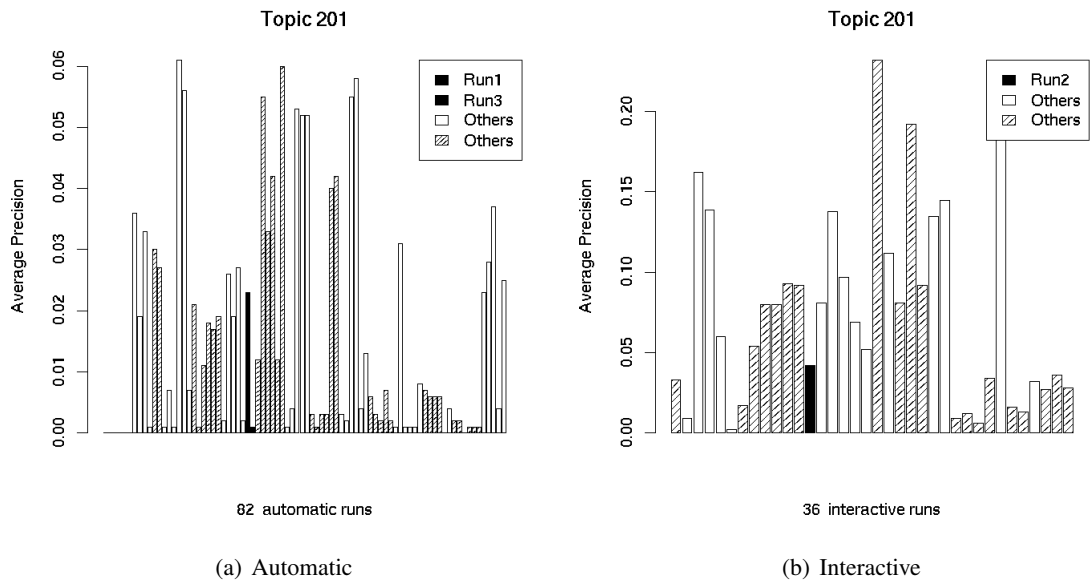 Topic 201
Average Precision
0.00 0.01 0.02 0.03 0.04 0.05 0.06
Run1
Run3
Others
Others
82 automatic runs
(a) Automatic
Topic 201
Average Precision
0.00 0.05 0.10 0.15 0.20
Run2
Others
Others
36 interactive runs
(b) Interactive